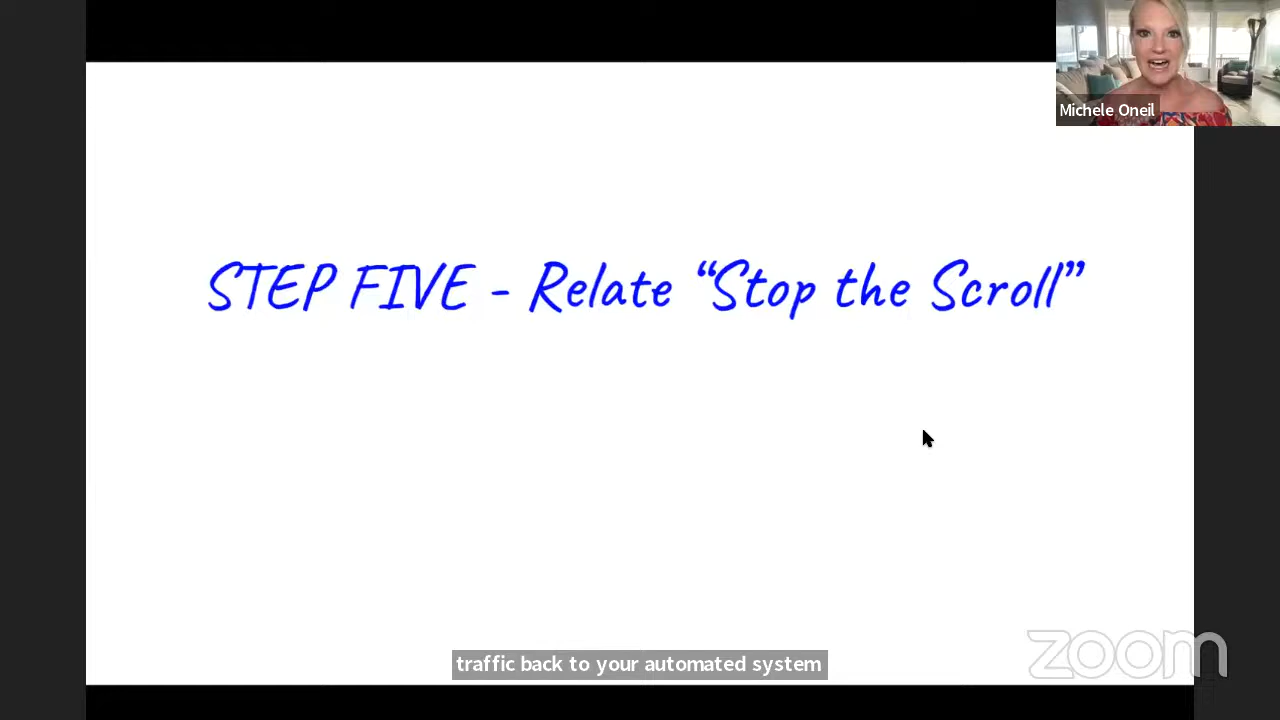 Michele Oneil
STEP FIVE - Relate “Stop the Scroll”
traffic back to your automated system
zoom